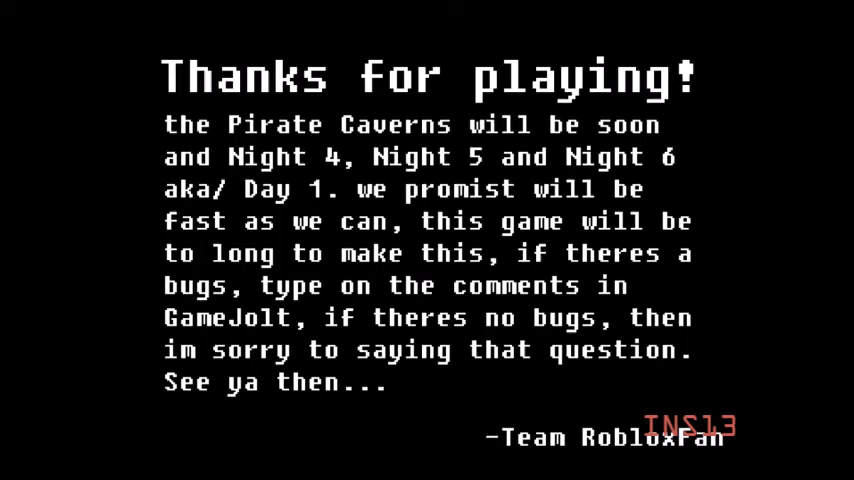 Thanks for playing!
the Pirate Caverns will be soon
and Night 4, Night 5 and Night 6
aka/ Day 1. we promist will be
fast as we can, this game will be
to long to make this, if theres a
bugs, type on the comments in
GameJolt, if theres no bugs, then
im sorry to saying that question.
See ya then...
INS13
-Team RobloxFan